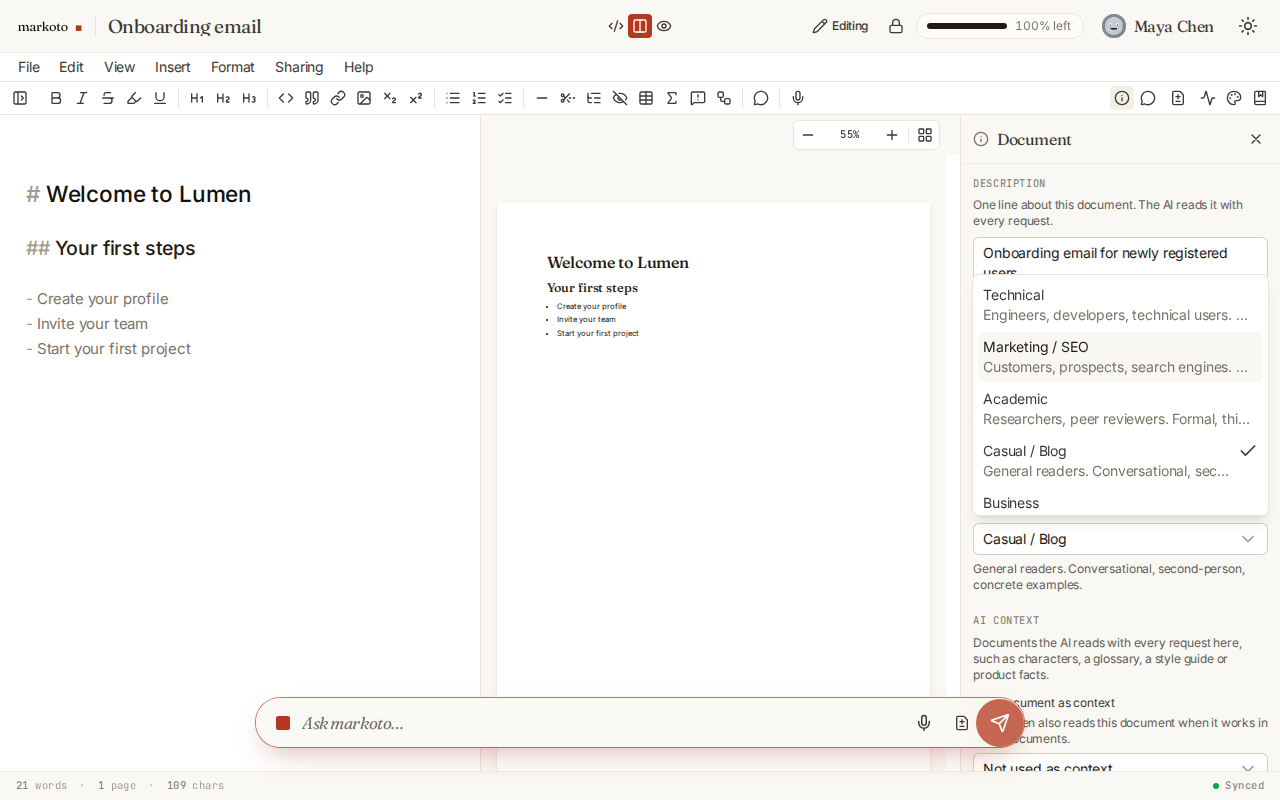 markoto
Onboarding email
Editing
100% left
Maya Chen
File Edit View Insert Format Sharing Help
H1 H2 H3
55%
# Welcome to Lumen
## Your first steps
- Create your profile
- Invite your team
- Start your first project
Welcome to Lumen
Your first steps
• Create your profile
• Invite your team
• Start your first project
Document
DESCRIPTION
One line about this document. The AI reads it with
every request.
Onboarding email for newly registered
users
Technical
Engineers, developers, technical users. ...
Marketing / SEO
Customers, prospects, search engines. ...
Academic
Researchers, peer reviewers. Formal, thi...
Casual / Blog
General readers. Conversational, sec...
Business
Casual / Blog
General readers. Conversational, second-person,
concrete examples.
AI CONTEXT
Documents the AI reads with every request here,
such as characters, a glossary, a style guide or
product facts.
as context
also reads this document when it works in
Not used as context
Ask markoto...
21 words · 1 page · 109 chars
Synced